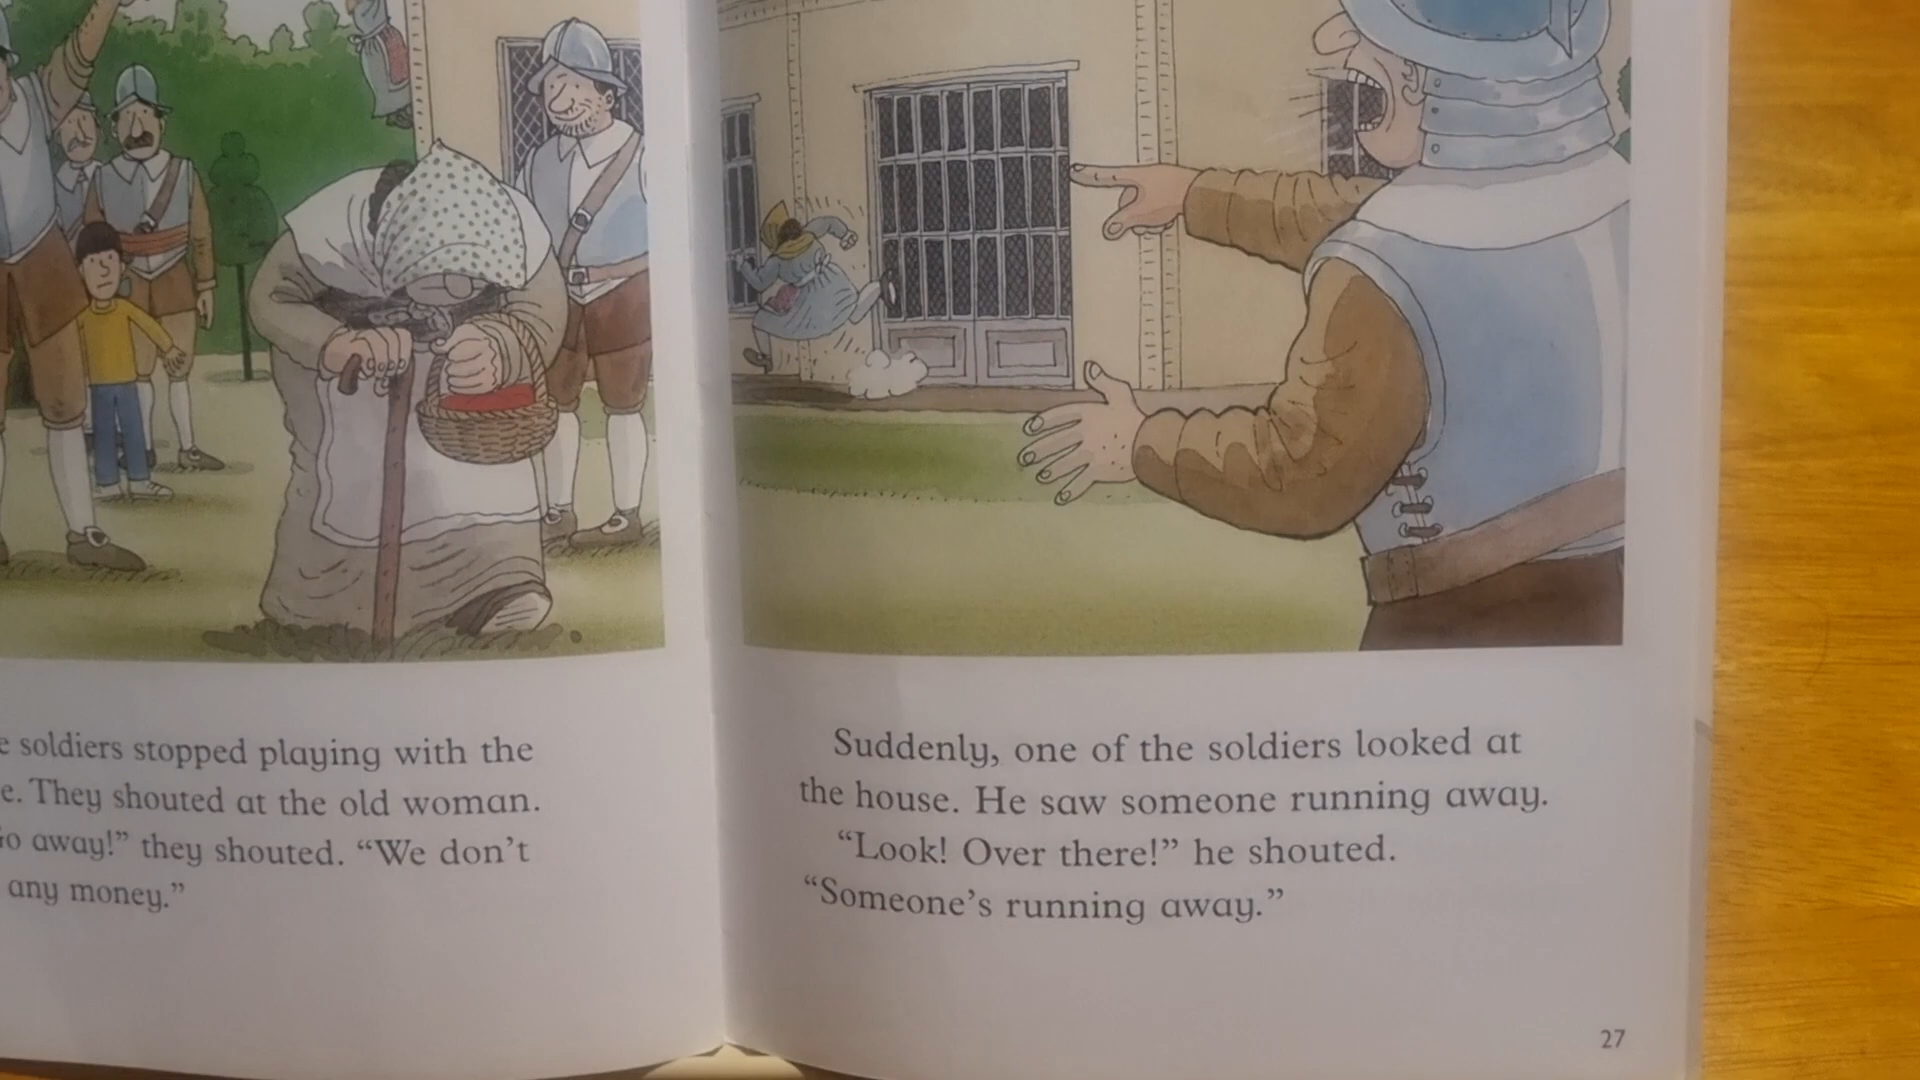 soldiers stopped playing with the
They shouted at the old woman.
away!” they shouted. “We don’t
any money.”
Suddenly, one of the soldiers looked at
the house. He saw someone running away.
“Look! Over there!” he shouted.
“Someone’s running away.”
27